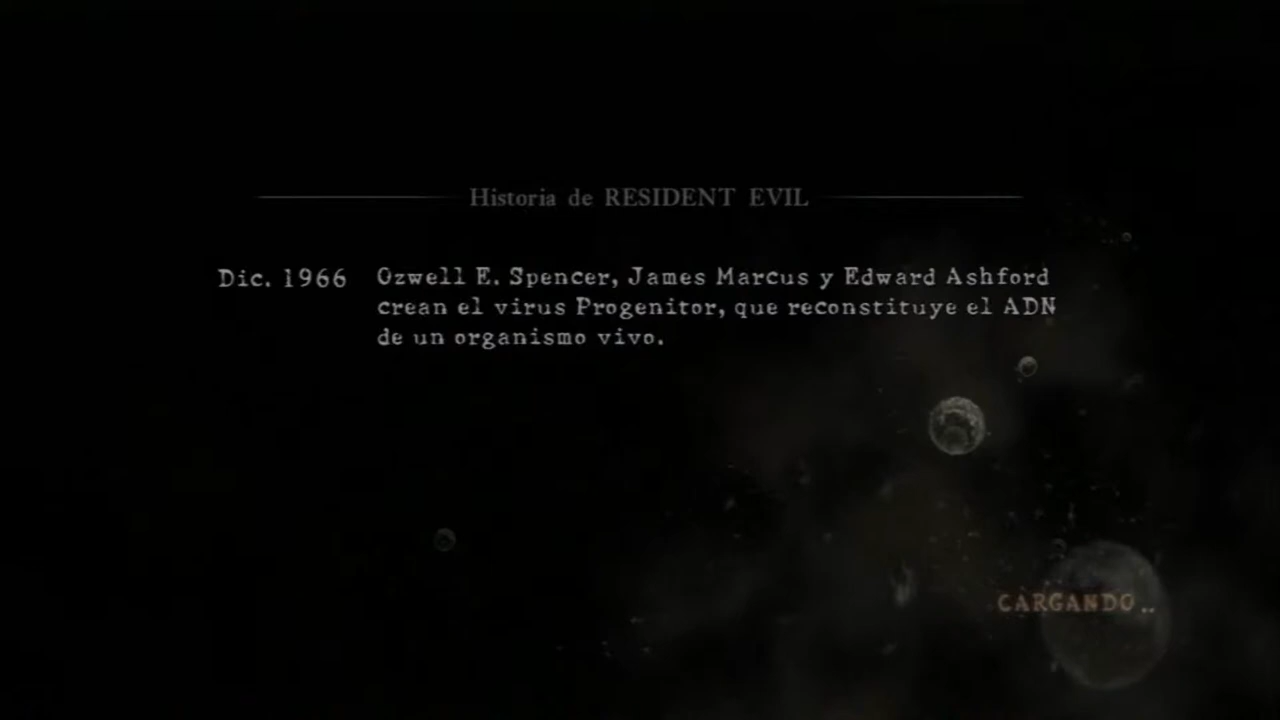 Historia de RESIDENT EVIL
Dic. 1966 Ozwell E. Spencer, James Marcus y Edward Ashford
crean el virus Progenitor, que reconstituye el ADN
de un organismo vivo.
CARGANDO..